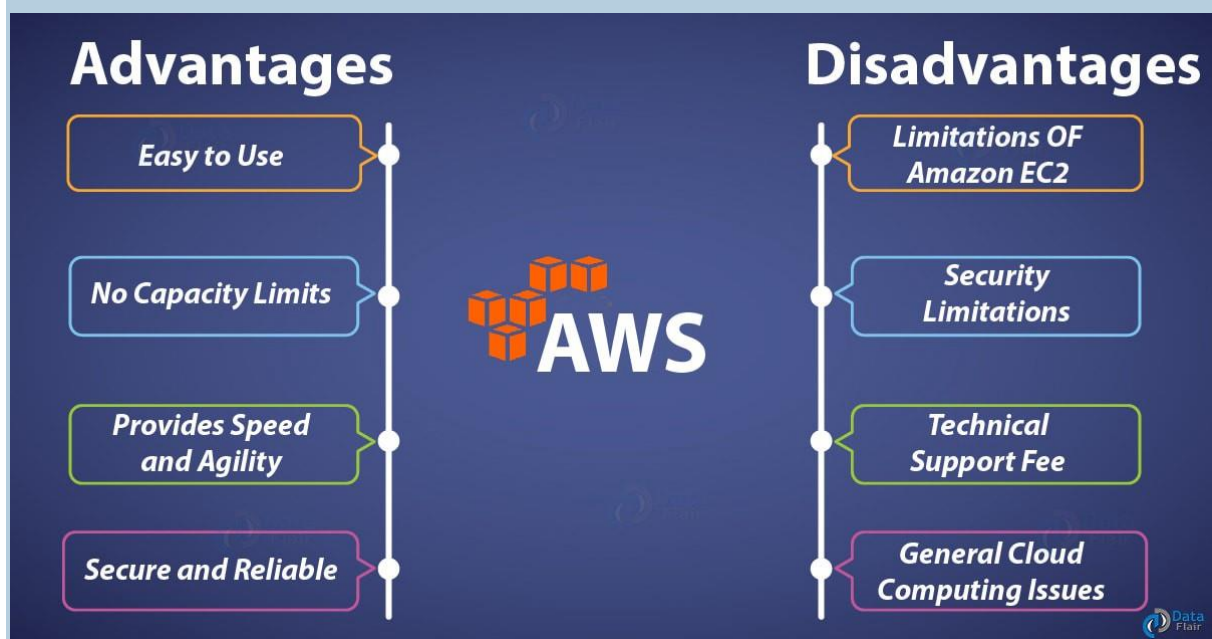 Advantages
Easy to Use
No Capacity Limits
Provides Speed
and Agility
Secure and Reliable
AWS
Disadvantages
Limitations OF
Amazon EC2
Security
Limitations
Technical
Support Fee
General Cloud
Computing Issues
Data
Flair